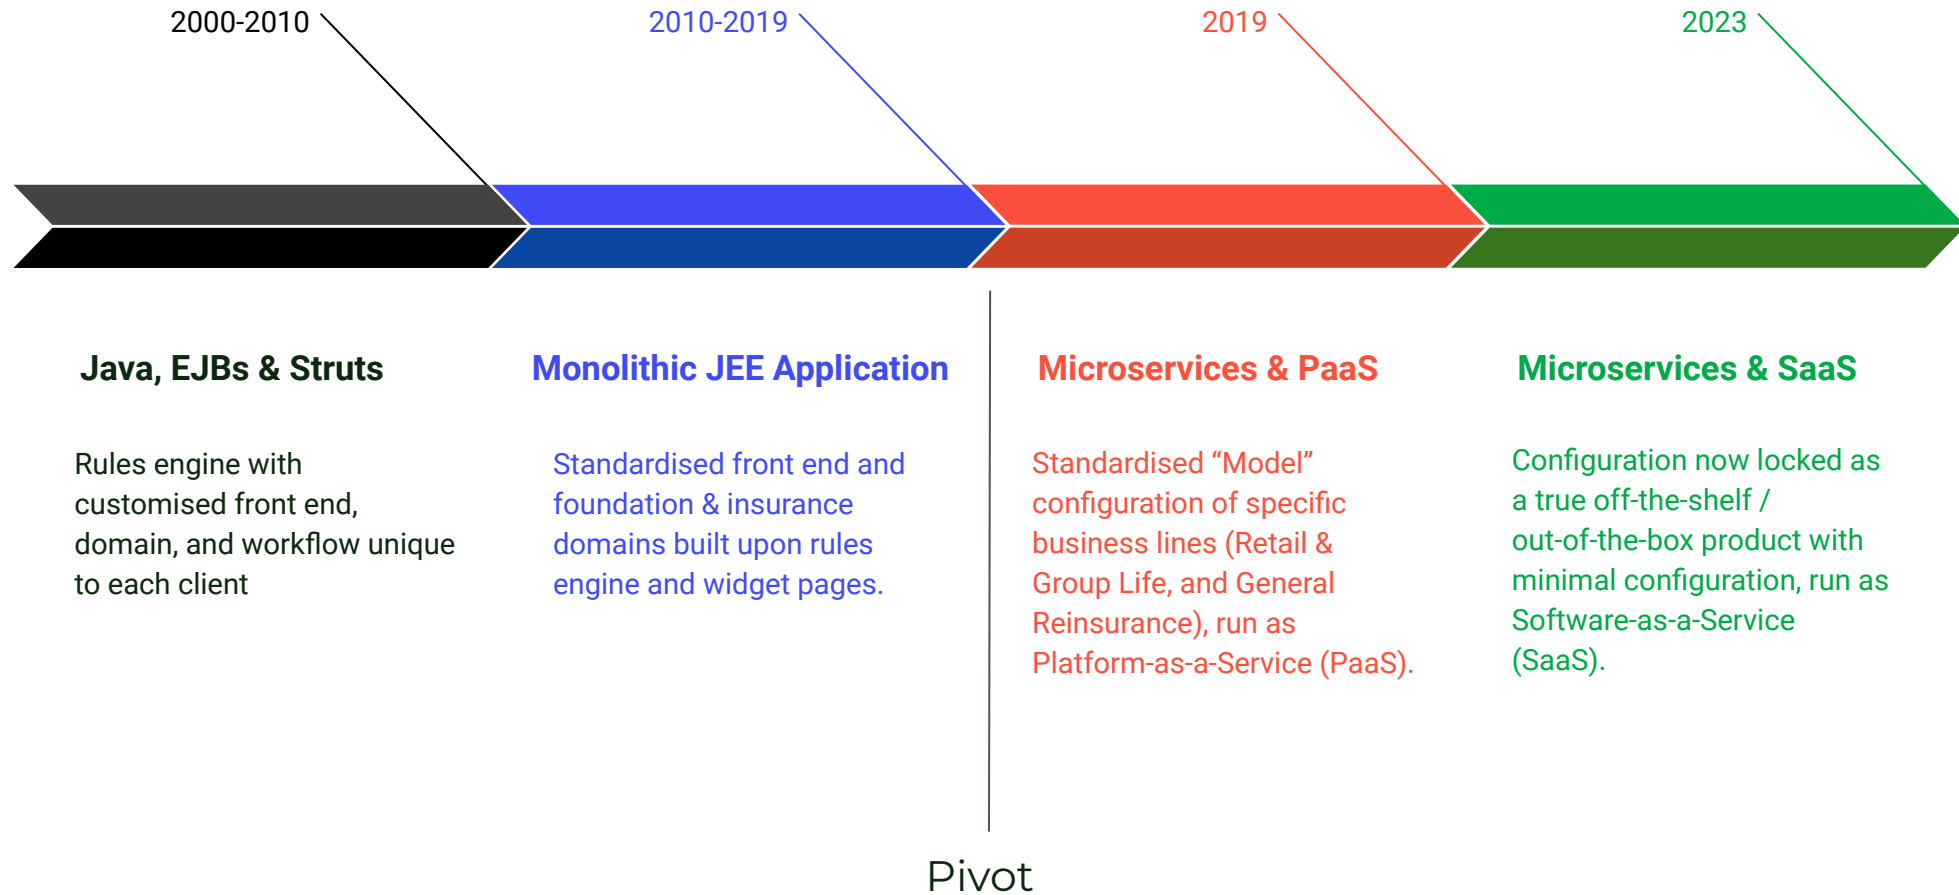 2000-2010
2010-2019
2019
2023
Java, EJBs & Struts
Rules engine with
customised front end,
domain, and workflow unique
to each client
Monolithic JEE Application
Standardised front end and
foundation & insurance
domains built upon rules
engine and widget pages.
Microservices & PaaS
Standardised “Model”
configuration of specific
business lines (Retail &
Group Life, and General
Reinsurance), run as
Platform-as-a-Service (PaaS).
Microservices & SaaS
Configuration now locked as
a true off-the-shelf /
out-of-the-box product with
minimal configuration, run as
Software-as-a-Service
(SaaS).
Pivot